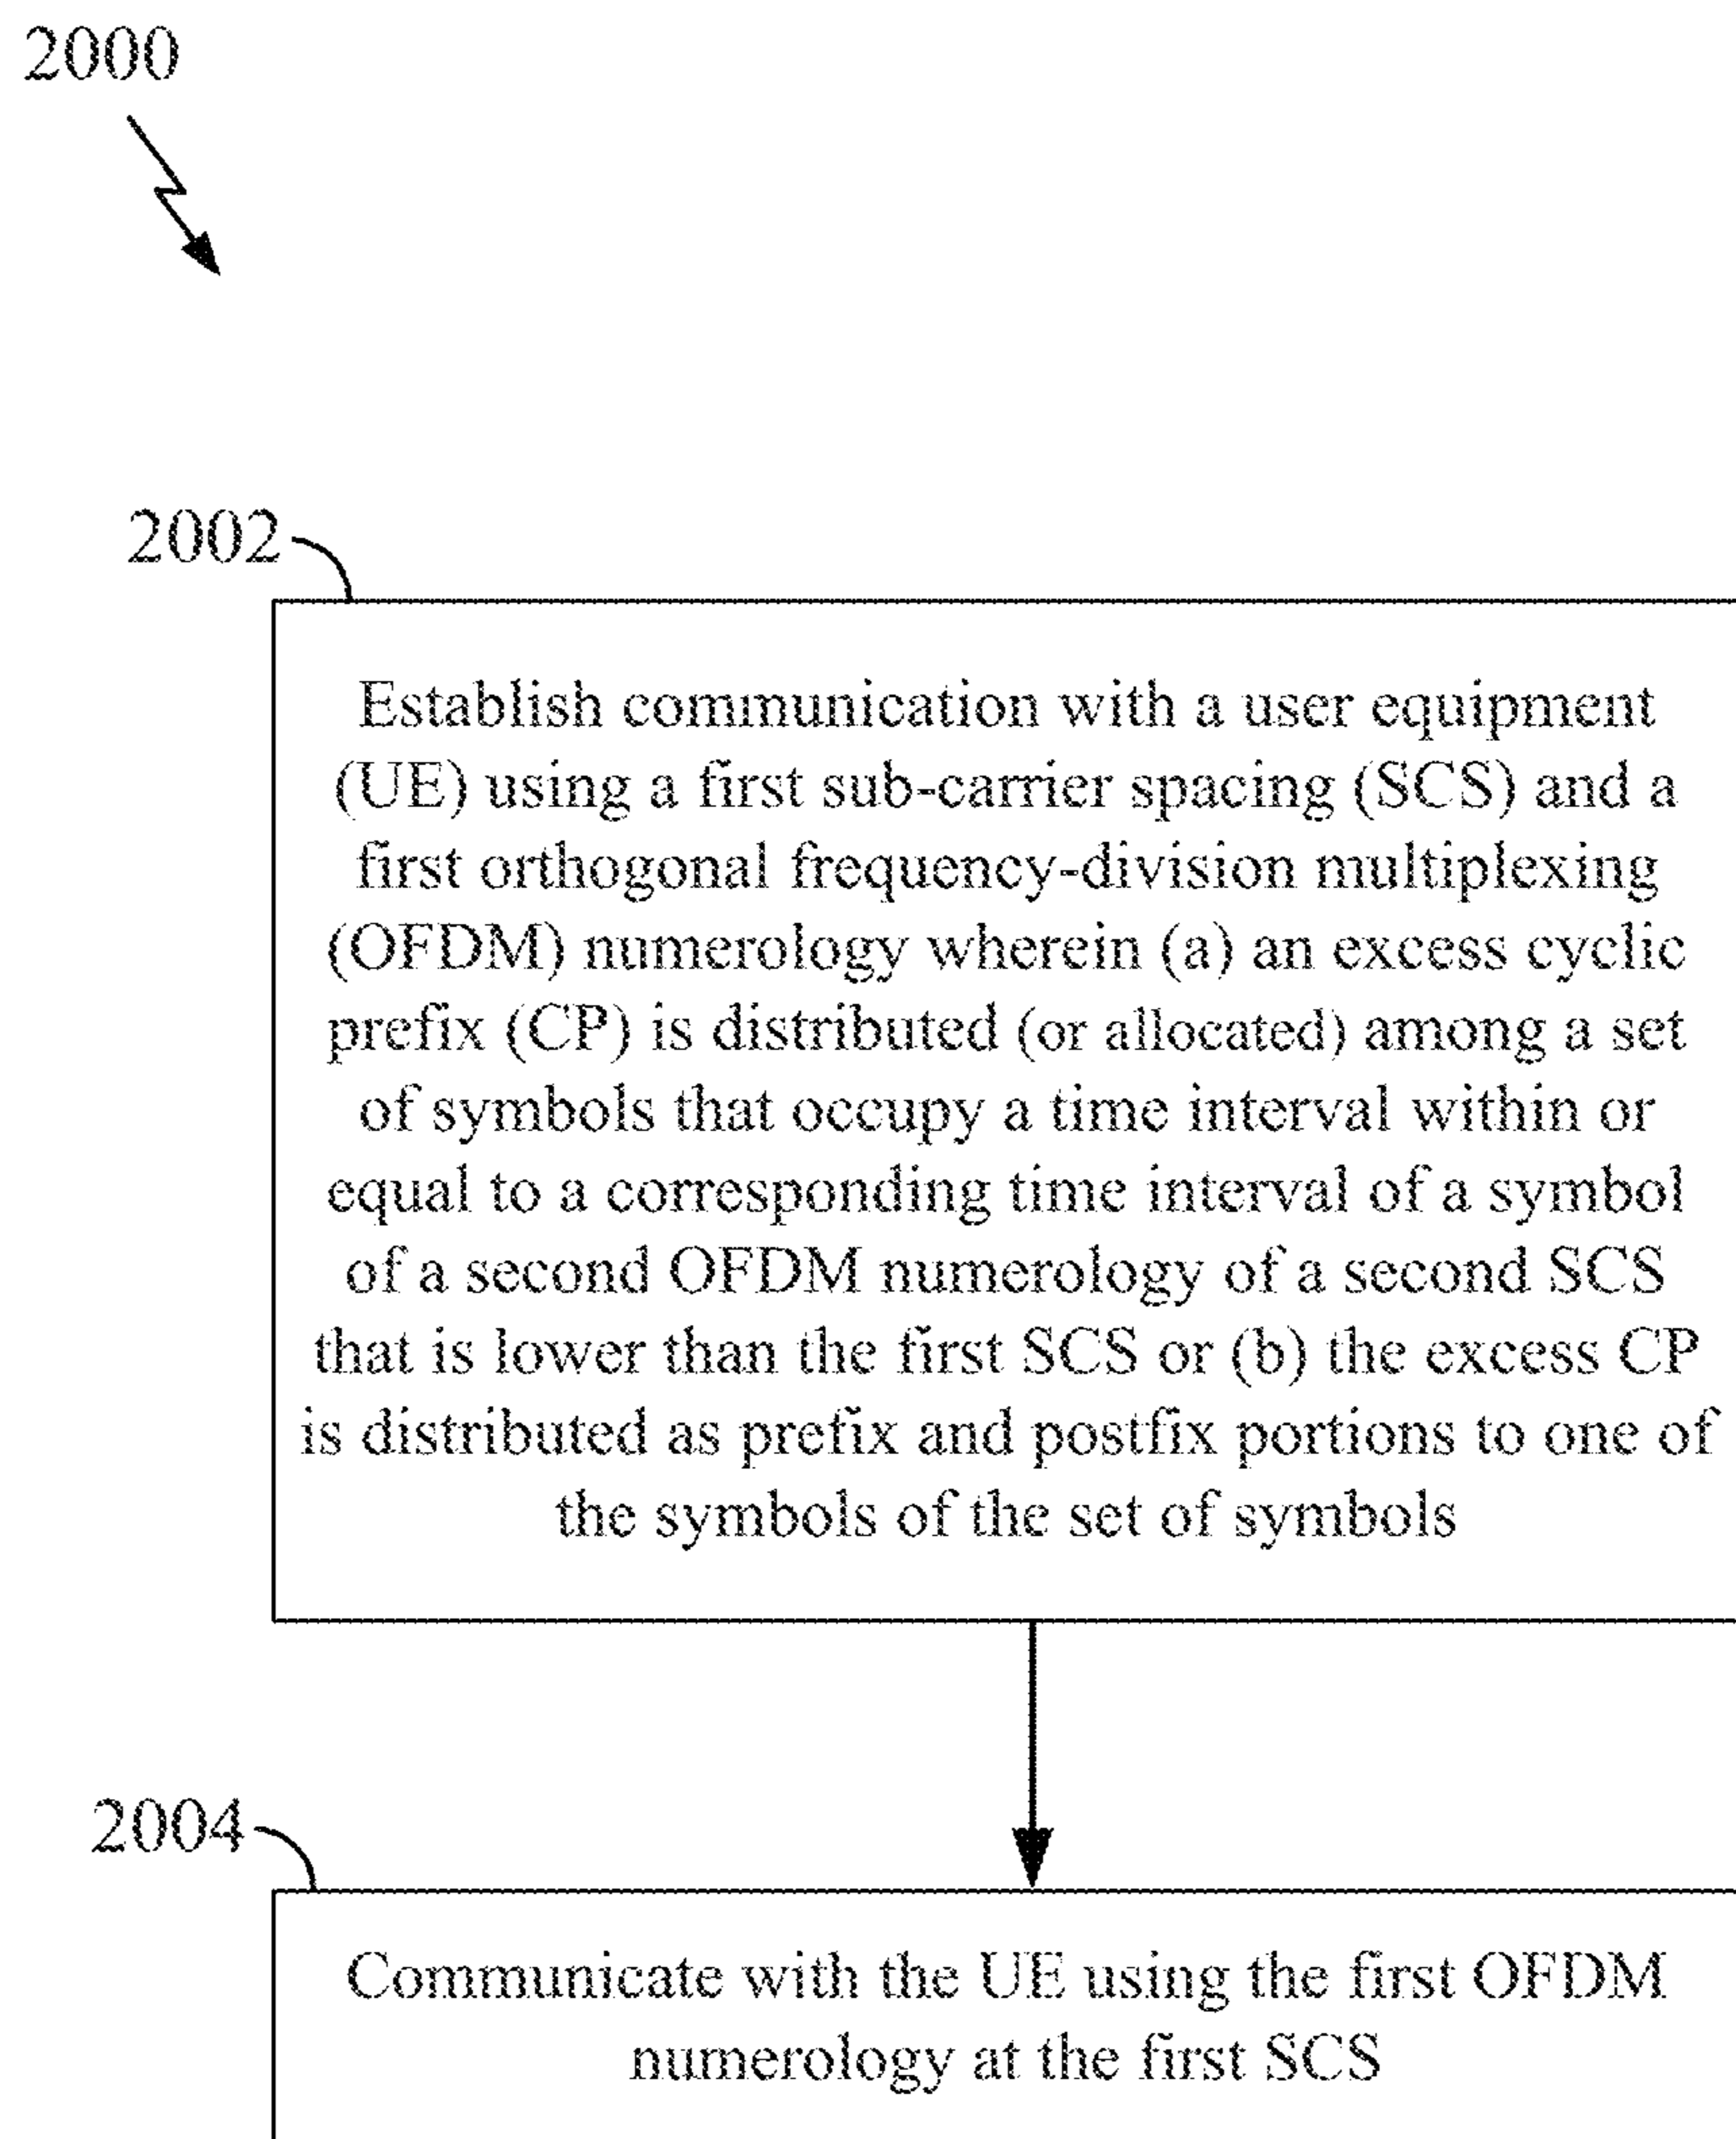 2000
2002
Establish communication with a user equipment
(UE) using a first sub-carrier spacing (SCS) and a
first orthogonal frequency-division multiplexing
(OFDM) numerology wherein (a) an excess cyclic
prefix (CP) is distributed (or allocated) among a set
of symbols that occupy a time interval within or
equal to a corresponding time interval of a symbol
of a second OFDM numerology of a second SCS
that is lower than the first SCS or (b) the excess CP
is distributed as prefix and postfix portions to one of
the symbols of the set of symbols
2004
Communicate with the UE using the first OFDM
numerology at the first SCS